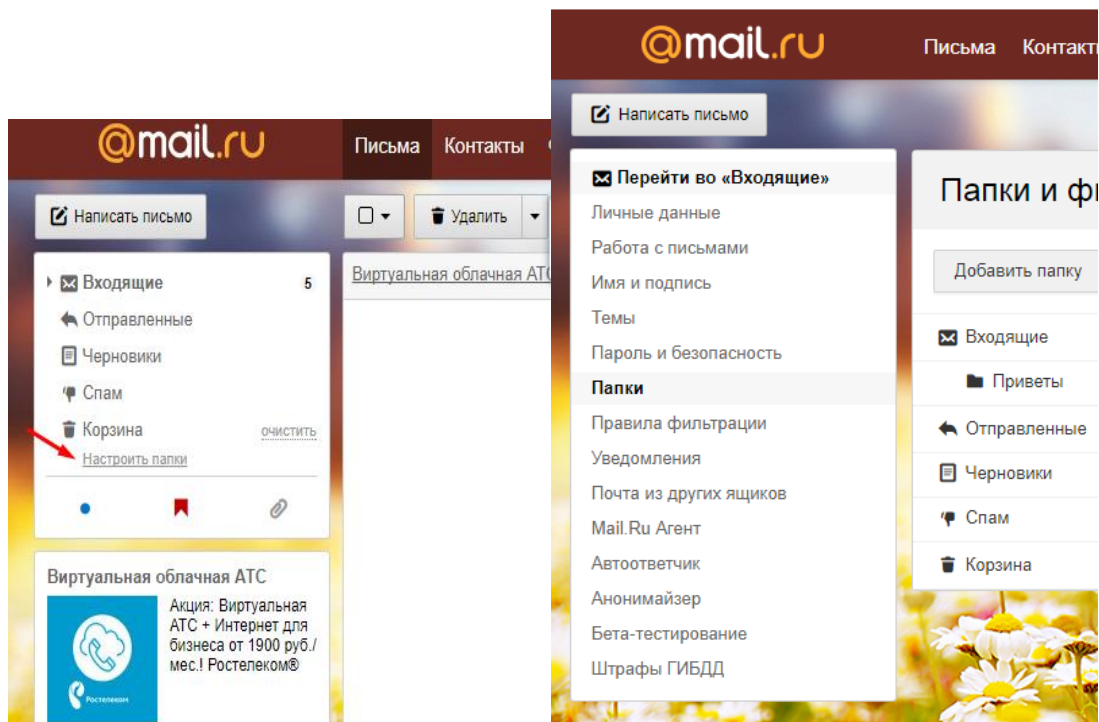 @mail.ru
Письма Контакты
Написать письмо
Удалить
Входящие 5
Отправленные
Черновики
Спам
Корзина очистить
Настроить папки
Виртуальная облачная АТС
Виртуальная облачная АТС
Акция: Виртуальная
АТС + Интернет для
бизнеса от 1900 руб./
мес.! Ростелеком®
Ростелеком
@mail.ru
Письма Контакт
Написать письмо
Перейти во «Входящие»
Личные данные
Работа с письмами
Имя и подпись
Темы
Пароль и безопасность
Папки
Правила фильтрации
Уведомления
Почта из других ящиков
Mail.Ru Агент
Автоответчик
Анонимайзер
Бета-тестирование
Штрафы ГИБДД
Папки и фи
Добавить папку
Входящие
Приветы
Отправленные
Черновики
Спам
Корзина